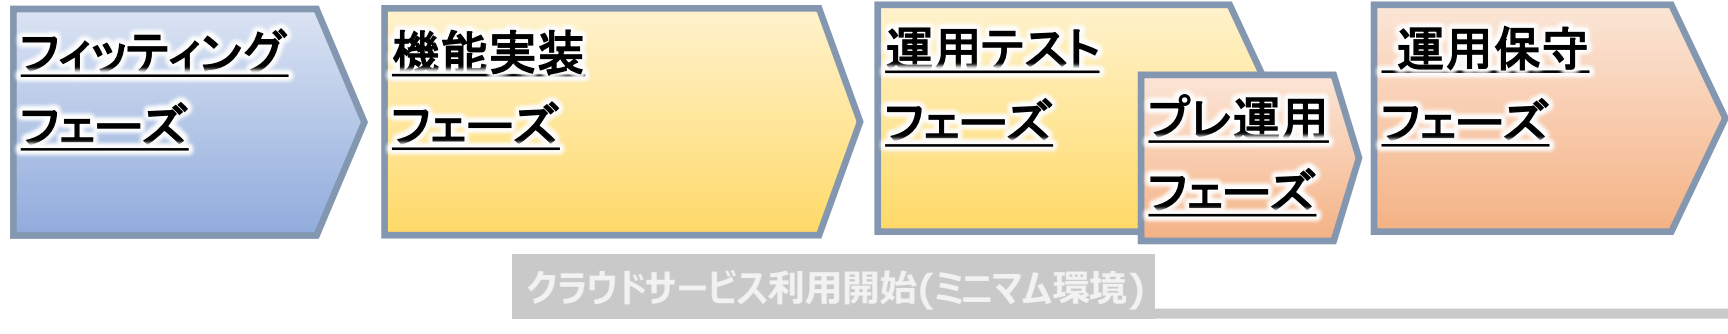 フィッティング
フェーズ
機能実装
フェーズ
運用テスト
フェーズ
プレ運用
フェーズ
運用保守
フェーズ
クラウドサービス利用開始(ミニマム環境)